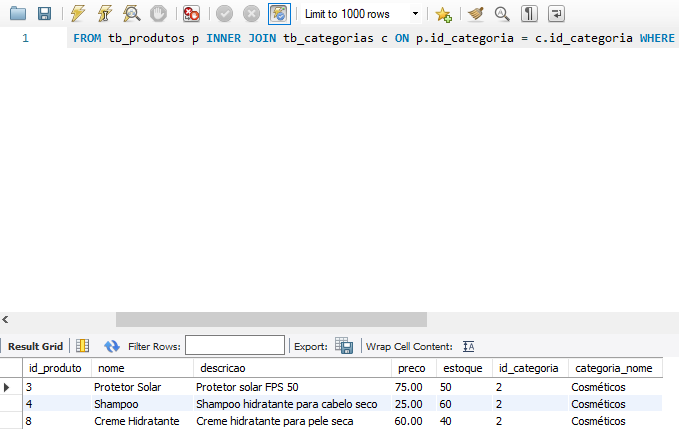 Limit to 1000 rows
1 FROM tb_produtos p INNER JOIN tb_categorias c ON p.id_categoria = c.id_categoria WHERE
Result Grid Filter Rows: Export: Wrap Cell Content:
id_produto nome descricao preco estoque id_categoria categoria_nome
3 Protetor Solar Protetor solar FPS 50 75.00 50 2 Cosméticos
4 Shampoo Shampoo hidratante para cabelo seco 25.00 60 2 Cosméticos
8 Creme Hidratante Creme hidratante para pele seca 60.00 40 2 Cosméticos